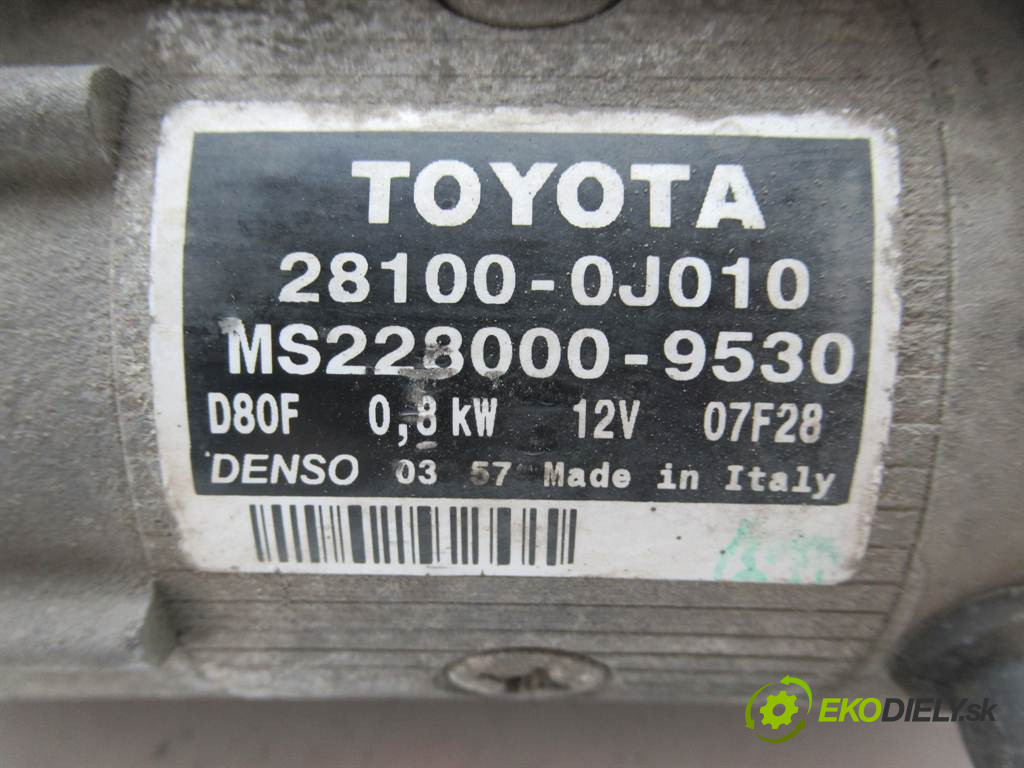 TOYOTA
28100-0J010
MS228000-9530
D80F 0,8 kW 12V 07F28
DENSO 03 57 Made in Italy
EKODIELY.sk